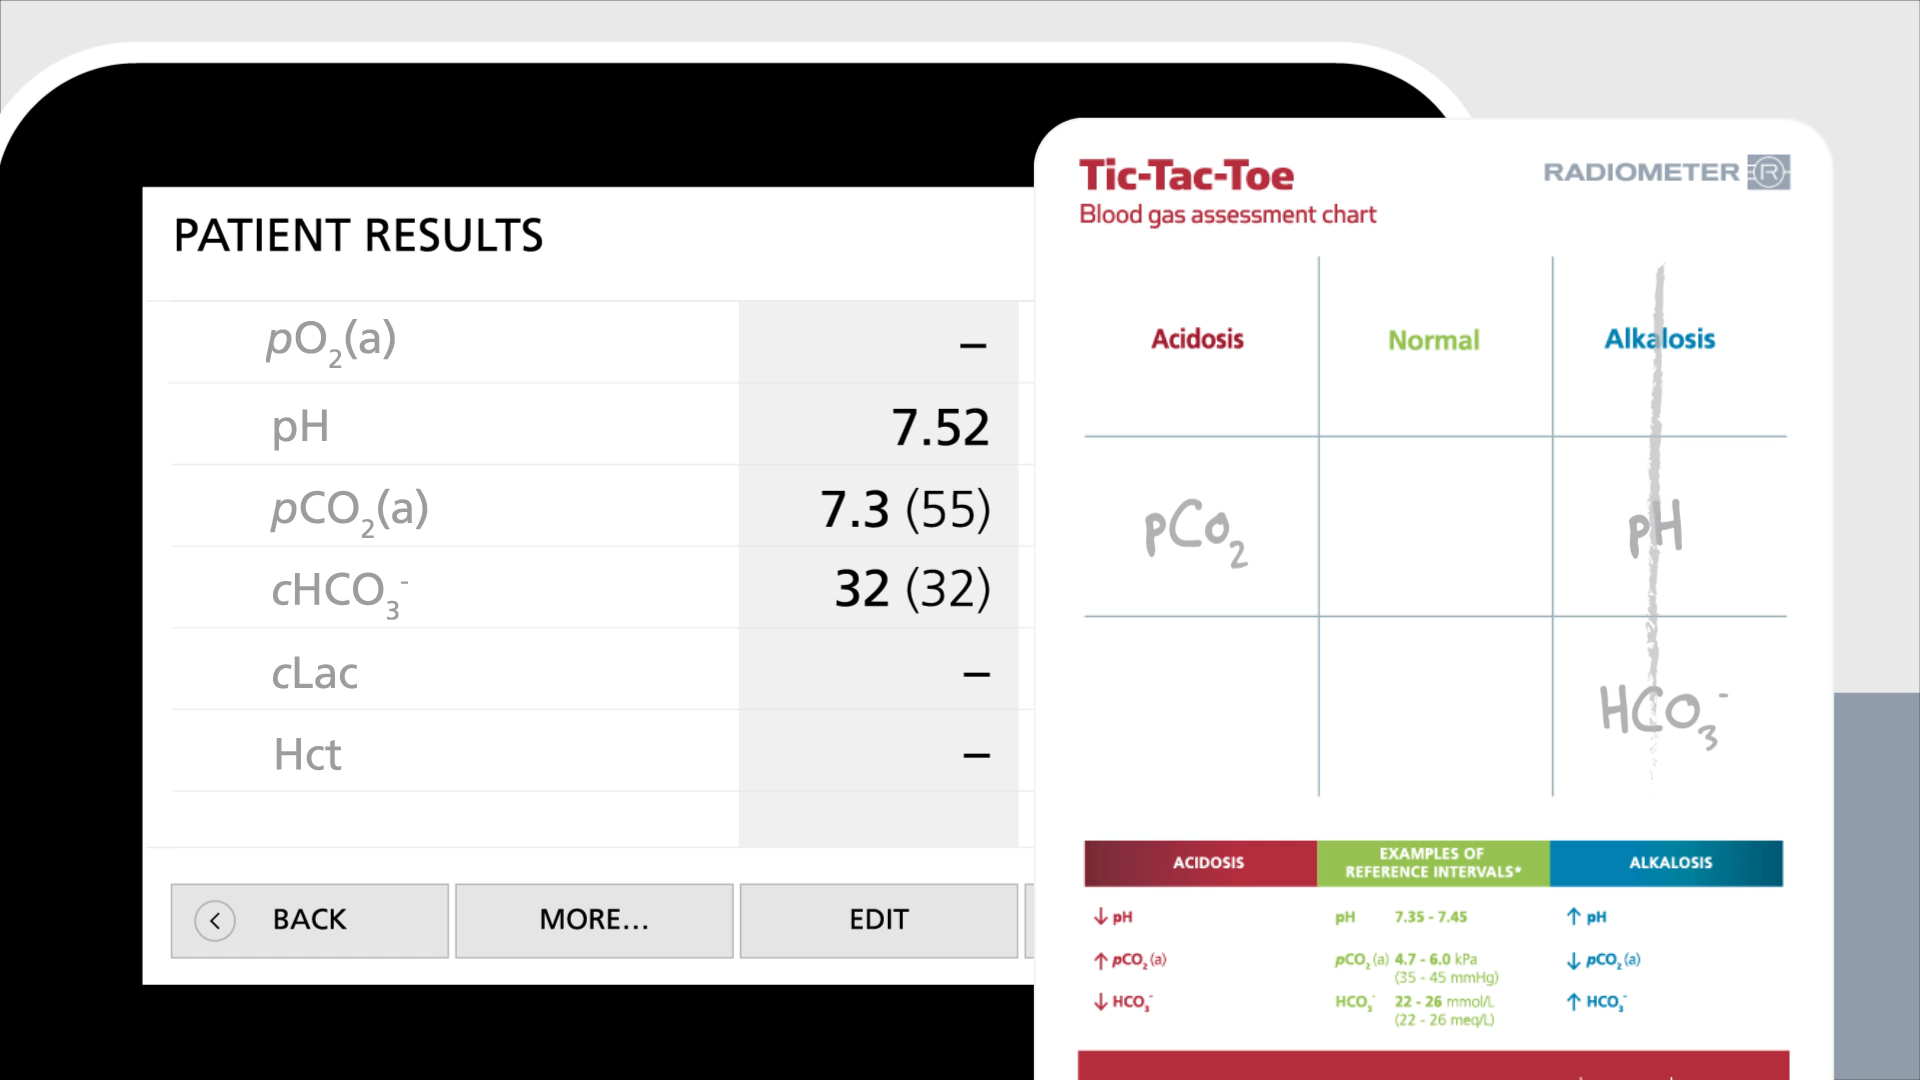 PATIENT RESULTS
pO2(a) –
pH 7.52
pCO2(a) 7.3 (55)
cHCO3- 32 (32)
cLac –
Hct –
BACK MORE... EDIT
Tic-Tac-Toe
Blood gas assessment chart
RADIOMETER R
Acidosis Normal Alkalosis
pCO2 pH
HCO3-
ACIDOSIS EXAMPLES OF REFERENCE INTERVALS* ALKALOSIS
↓ pH pH 7.35 - 7.45 ↑ pH
↑ pCO2(a) pCO2(a) 4.7 - 6.0 kPa ↓ pCO2(a)
(35 - 45 mmHg)
↓ HCO3- HCO3- 22 - 26 mmol/L ↑ HCO3-
(22 - 26 meq/L)